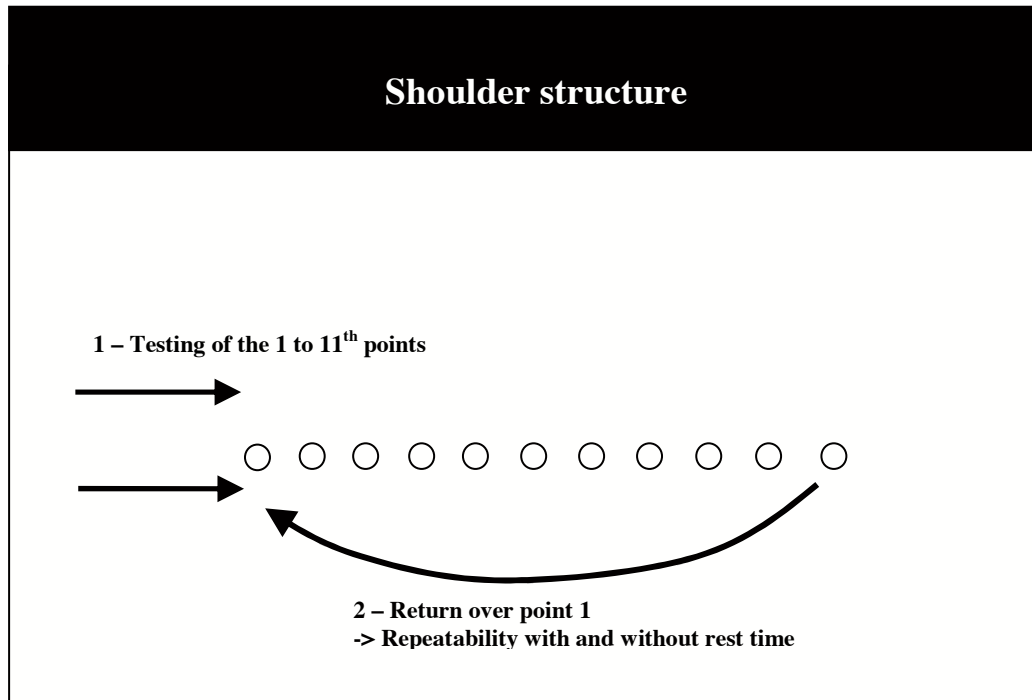 Shoulder structure
1 – Testing of the 1 to 11th points
2 – Return over point 1
-> Repeatability with and without rest time